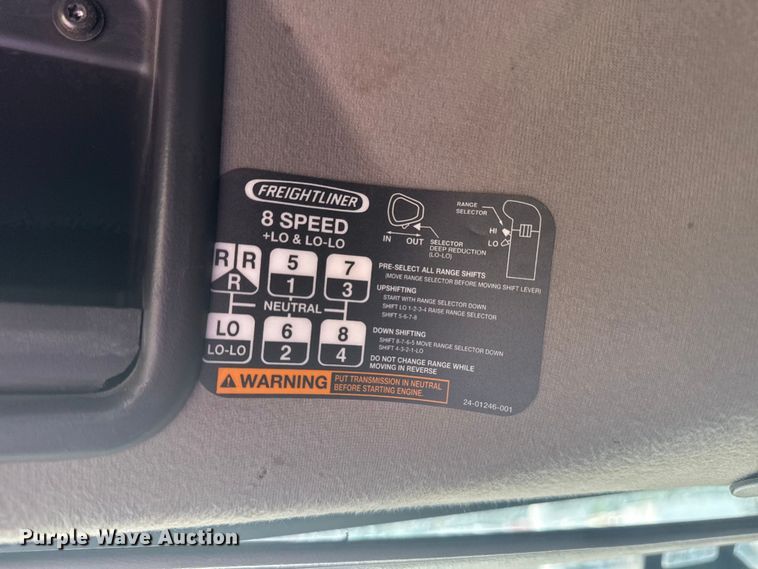 FREIGHTLINER
8 SPEED
+LO & LO-LO
R R 5 7
R 1 3
NEUTRAL
LO 6 8
LO-LO 2 4
WARNING
PUT TRANSMISSION IN NEUTRAL
BEFORE STARTING ENGINE.
IN OUT
SELECTOR
DEEP REDUCTION
(LO-LO)
RANGE
SELECTOR
HI
LO
PRE-SELECT ALL RANGE SHIFTS
(MOVE RANGE SELECTOR BEFORE MOVING SHIFT LEVER)
UPSHIFTING
START WITH RANGE SELECTOR DOWN
SHIFT LO 1-2-3-4 RAISE RANGE SELECTOR
SHIFT 5-6-7-8
DOWN SHIFTING
SHIFT 8-7-6-5 MOVE RANGE SELECTOR DOWN
SHIFT 4-3-2-1-LO
DO NOT CHANGE RANGE WHILE
MOVING IN REVERSE
24-01246-001
Purple Wave Auction